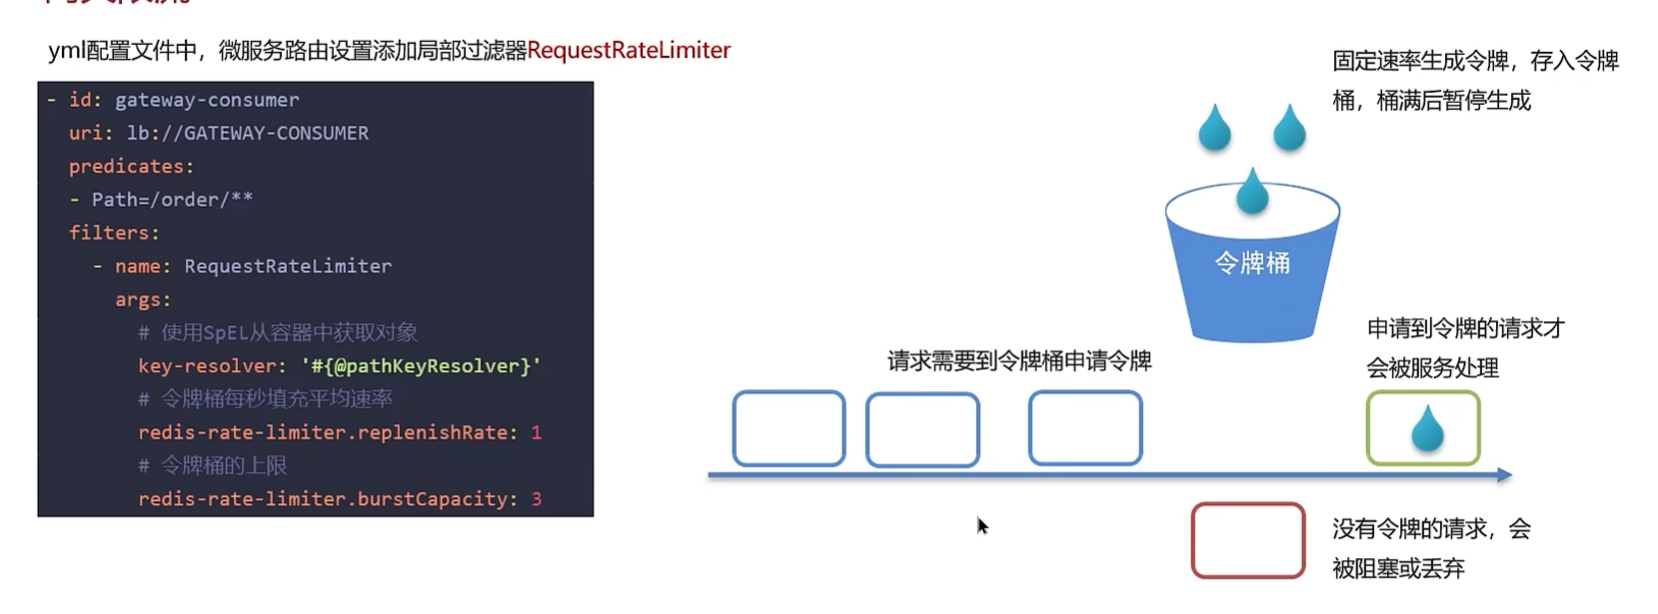 yml配置文件中，微服务路由设置添加局部过滤器RequestRateLimiter
- id: gateway-consumer
uri: lb://GATEWAY-CONSUMER
predicates:
- Path=/order/**
filters:
- name: RequestRateLimiter
args:
# 使用SpEL从容器中获取对象
key-resolver: '#{@pathKeyResolver}'
# 令牌桶每秒填充平均速率
redis-rate-limiter.replenishRate: 1
# 令牌桶的上限
redis-rate-limiter.burstCapacity: 3
固定速率生成令牌，存入令牌
桶，桶满后暂停生成
令牌桶
请求需要到令牌桶申请令牌
申请到令牌的请求才
会被服务处理
没有令牌的请求，会
被阻塞或丢弃